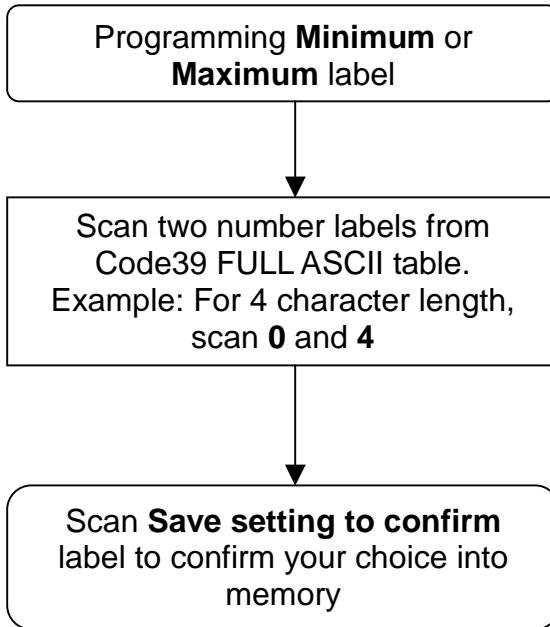 Programming Minimum or
Maximum label
Scan two number labels from
Code39 FULL ASCII table.
Example: For 4 character length,
scan 0 and 4
Scan Save setting to confirm
label to confirm your choice into
memory